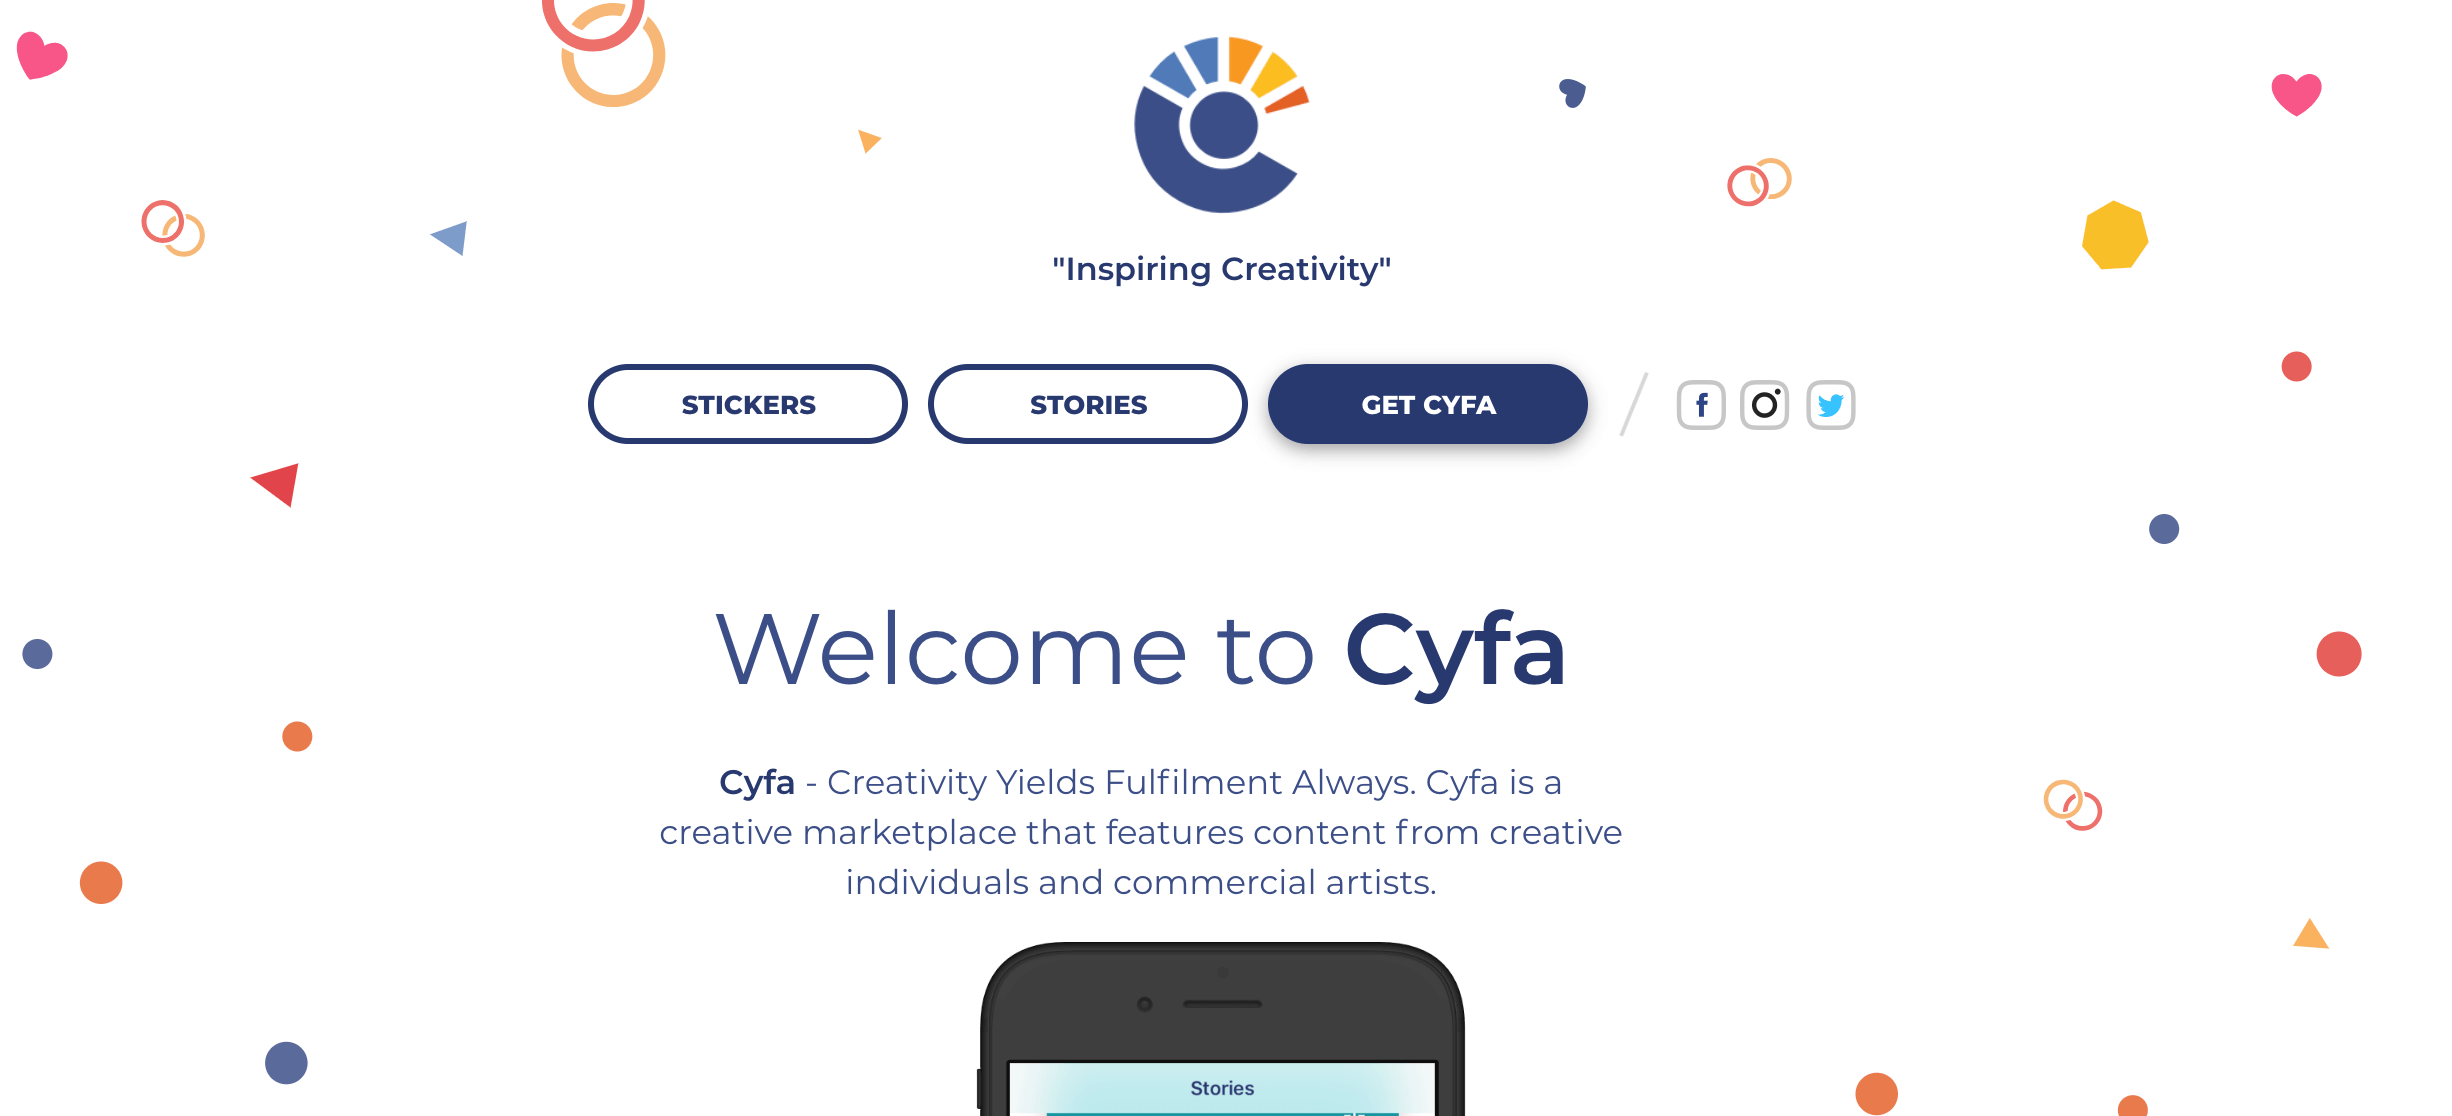 "Inspiring Creativity"
STICKERS
STORIES
GET CYFA
Welcome to Cyfa
Cyfa - Creativity Yields Fulfilment Always. Cyfa is a
creative marketplace that features content from creative
individuals and commercial artists.
Stories